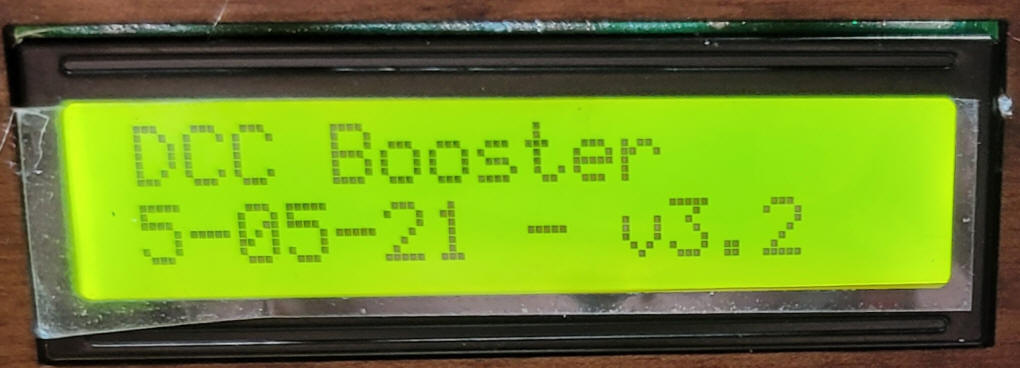 DCC Booster
5-05-21 - v3.2